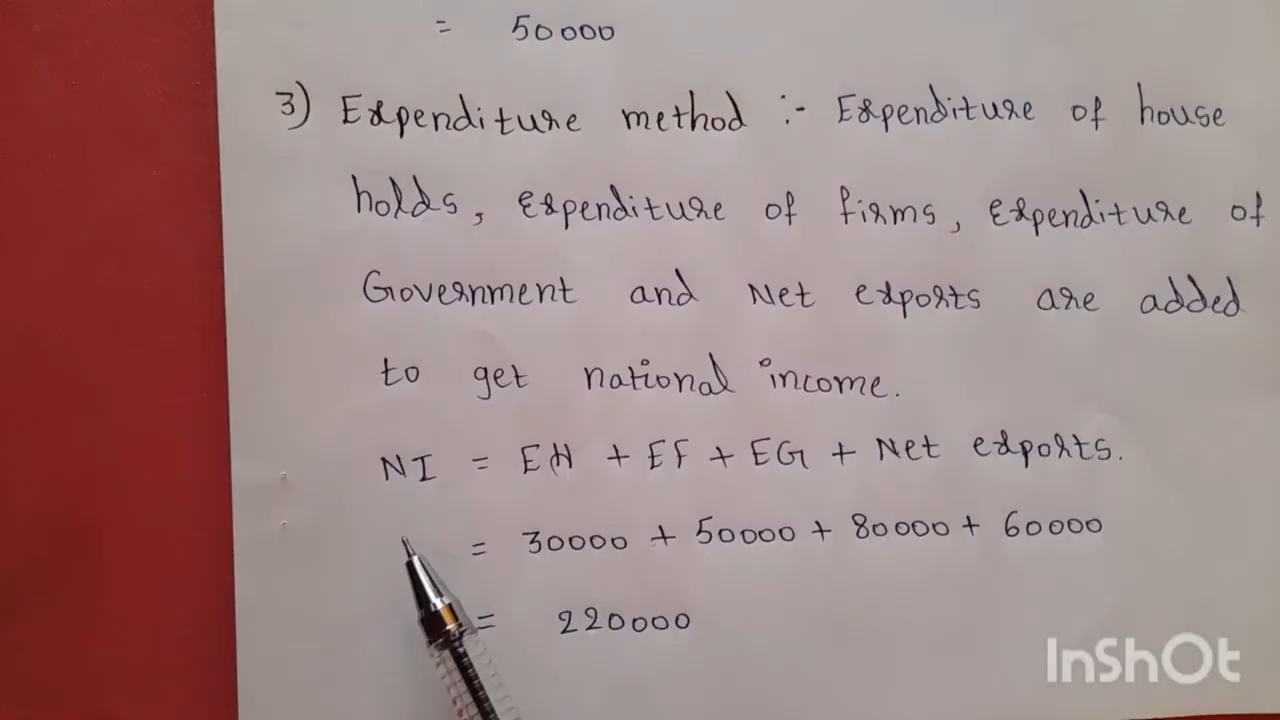 = 50000
3) Expenditure method :- Expenditure of house
holds, Expenditure of firms, Expenditure of
Government and Net exports are added
to get national income.
NI = EH + EF + EG + Net exports.
= 30000 + 50000 + 80000 + 60000
= 220000
InShOt